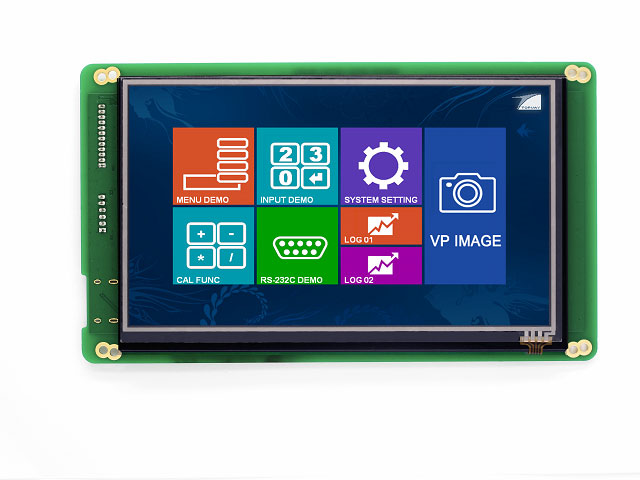 TOPWAY
MENU DEMO
2 3
0
INPUT DEMO
SYSTEM SETTING
+ -
* /
CAL FUNC
RS-232C DEMO
LOG 01
LOG 02
VP IMAGE